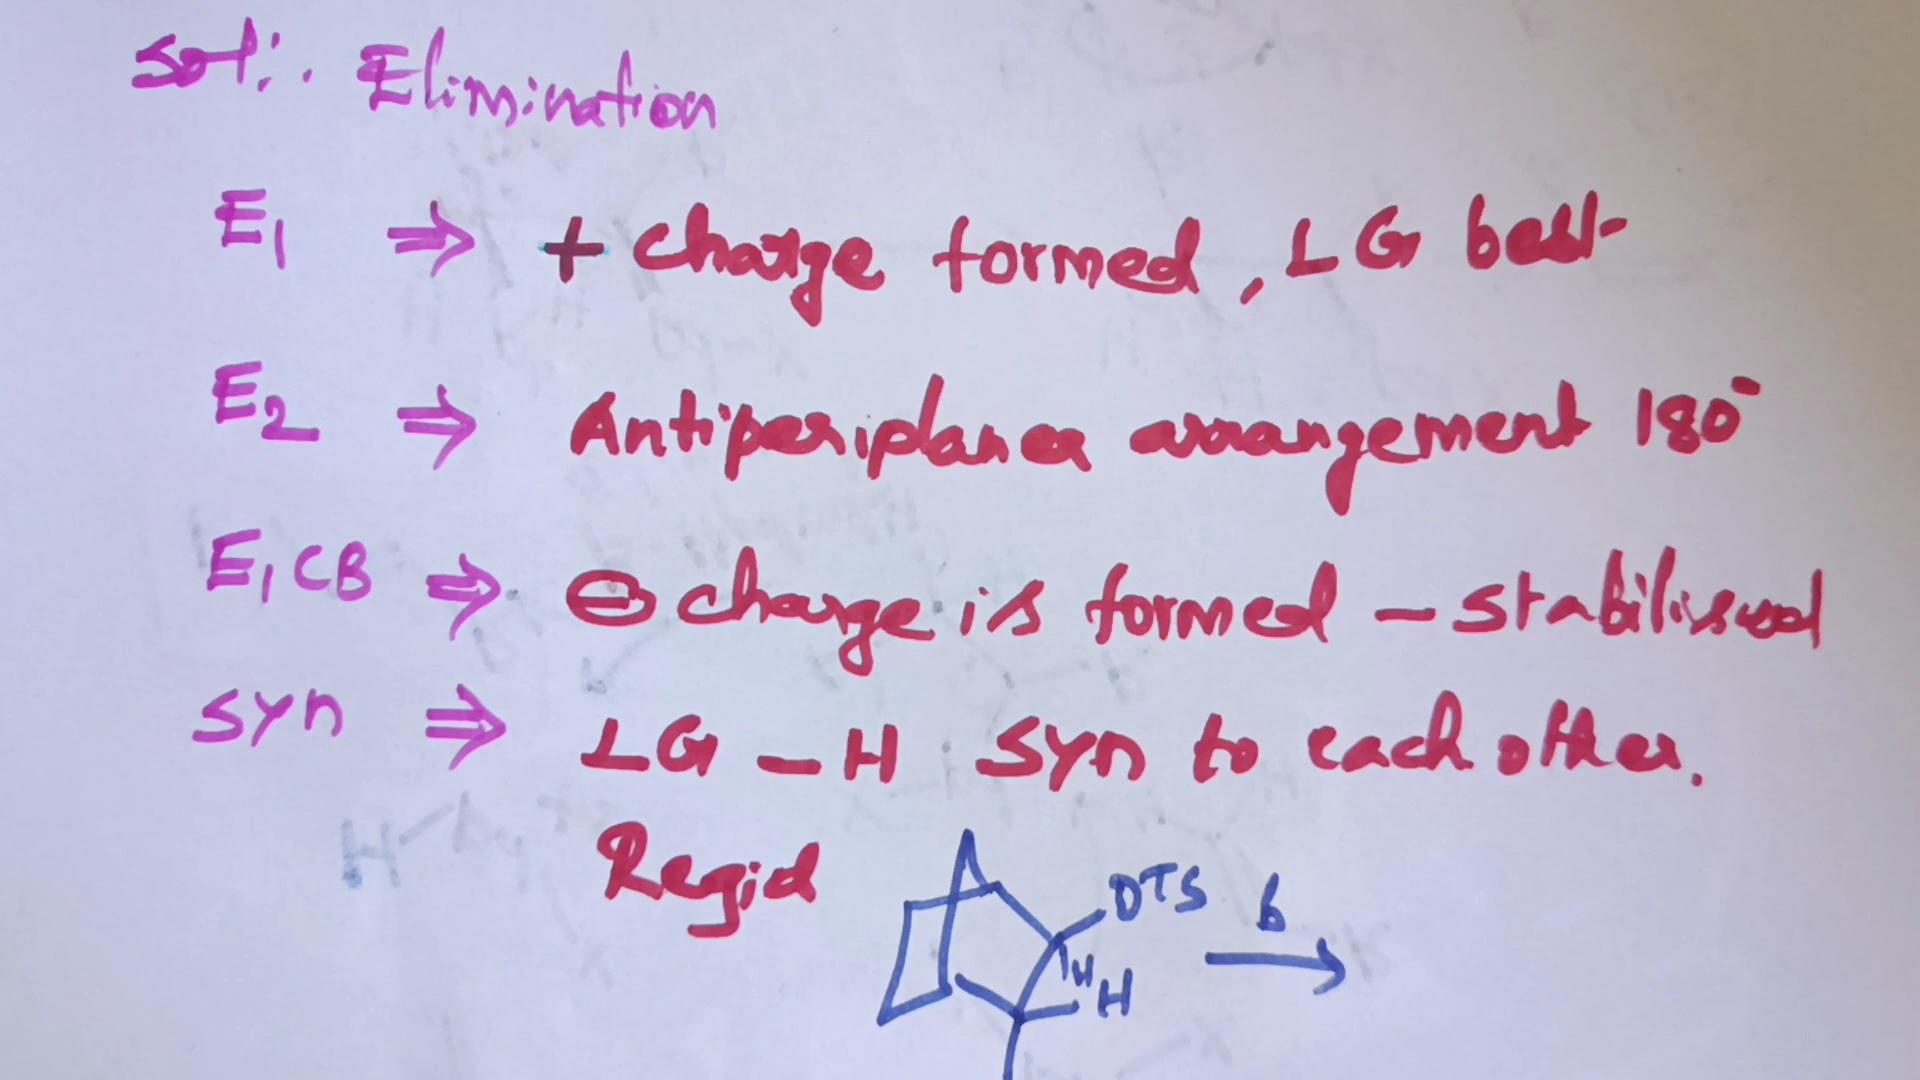 Sol:. Elimination
E1 ⇒ + charge formed, LG best
E2 ⇒ Antiperiplanar arrangement 180°
E1CB ⇒ ⊖ charge is formed - stabilised
syn ⇒ LG - H syn to each other.
Regid OTS b
H H